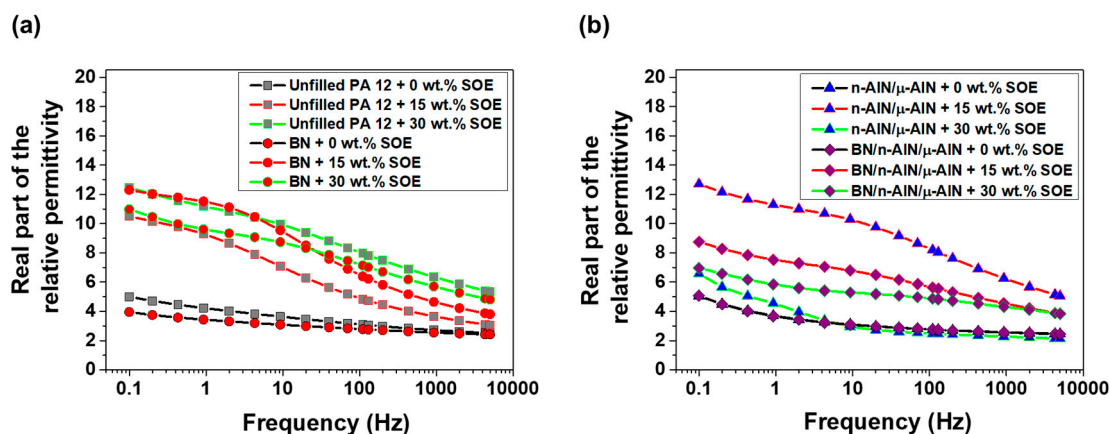 (a)
Real part of the
relative permittivity
20
18
16
14
12
10
8
6
4
2
0
Unfilled PA 12 + 0 wt.% SOE
Unfilled PA 12 + 15 wt.% SOE
Unfilled PA 12 + 30 wt.% SOE
BN + 0 wt.% SOE
BN + 15 wt.% SOE
BN + 30 wt.% SOE
0.1 1 10 100 1000 10000
Frequency (Hz)
(b)
Real part of the
relative permittivity
20
18
16
14
12
10
8
6
4
2
0
n-AlN/μ-AlN + 0 wt.% SOE
n-AlN/μ-AlN + 15 wt.% SOE
n-AlN/μ-AlN + 30 wt.% SOE
BN/n-AlN/μ-AlN + 0 wt.% SOE
BN/n-AlN/μ-AlN + 15 wt.% SOE
BN/n-AlN/μ-AlN + 30 wt.% SOE
0.1 1 10 100 1000 10000
Frequency (Hz)